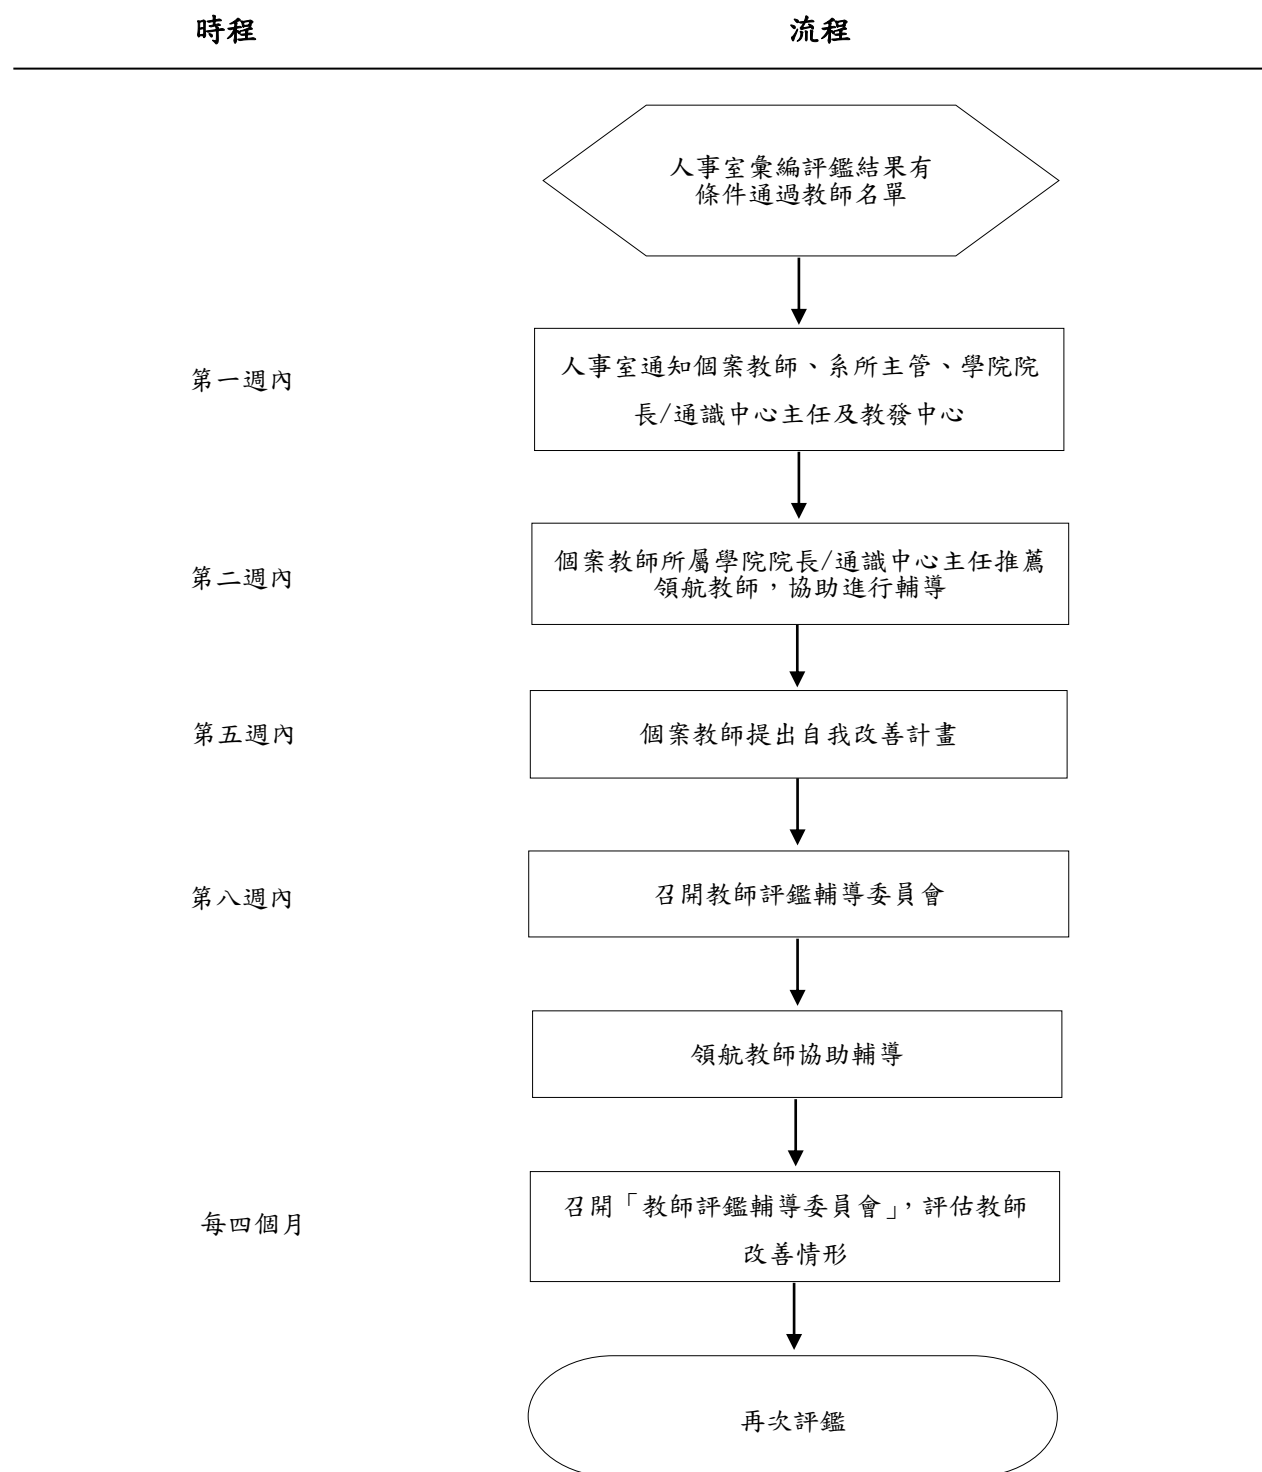 時程
流程
人事室彙編評鑑結果有
條件通過教師名單
第一週內
人事室通知個案教師、系所主管、學院院
長/通識中心主任及教發中心
第二週內
個案教師所屬學院院長/通識中心主任推薦
領航教師，協助進行輔導
第五週內
個案教師提出自我改善計畫
第八週內
召開教師評鑑輔導委員會
領航教師協助輔導
每四個月
召開「教師評鑑輔導委員會」，評估教師
改善情形
再次評鑑